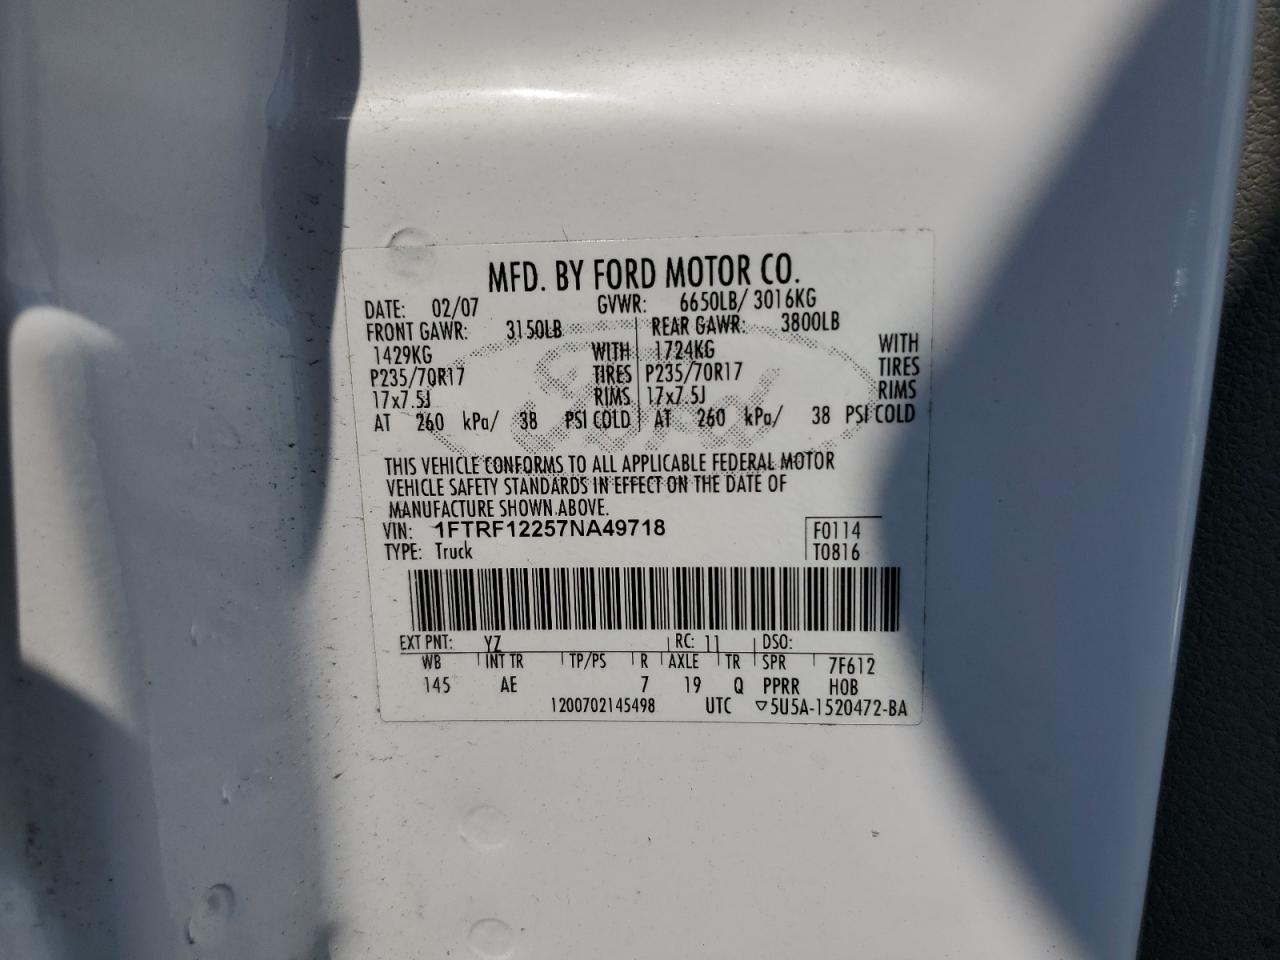 MFD. BY FORD MOTOR CO.
DATE: 02/07 GVWR: 6650LB/ 3016KG
FRONT GAWR: 3150LB REAR GAWR: 3800LB
1429KG WITH 1724KG WITH
P235/70R17 TIRES P235/70R17 TIRES
17x7.5J RIMS 17x7.5J RIMS
AT 260 kPa/ 38 PSI COLD AT 260 kPa/ 38 PSI COLD
Ford
THIS VEHICLE CONFORMS TO ALL APPLICABLE FEDERAL MOTOR
VEHICLE SAFETY STANDARDS IN EFFECT ON THE DATE OF
MANUFACTURE SHOWN ABOVE.
VIN: 1FTRF12257NA49718 F0114
TYPE: Truck T0816
EXT PNT: YZ RC: 11 DSO:
WB INT TR TP/PS R AXLE TR SPR 7F612
145 AE 7 19 Q PPRR HOB
1200702145498 UTC ▽5U5A-1520472-BA